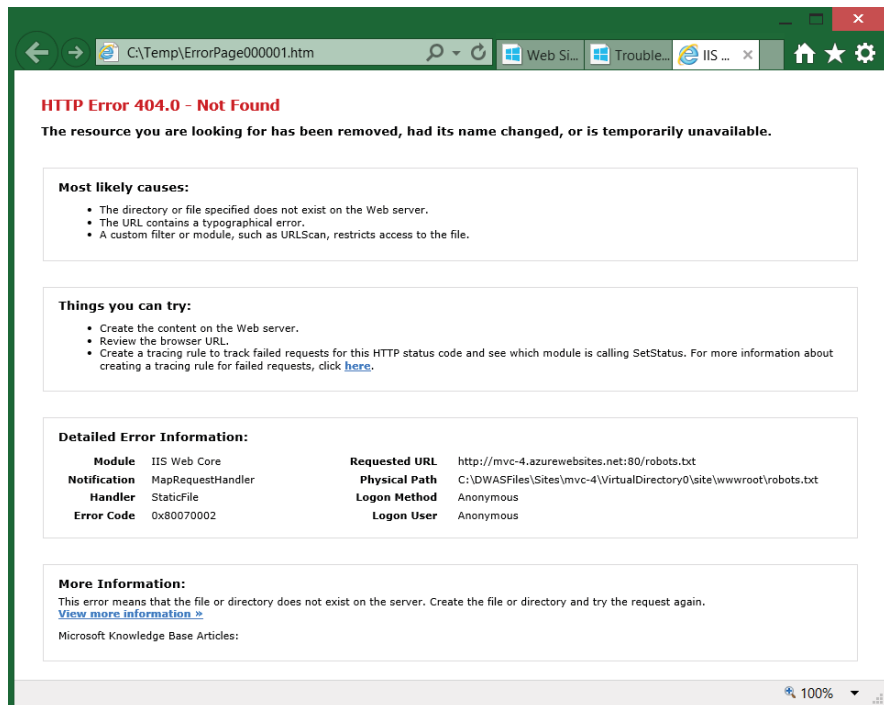 C:\Temp\ErrorPage000001.htm
Web Si...
Trouble...
IIS ...
HTTP Error 404.0 - Not Found
The resource you are looking for has been removed, had its name changed, or is temporarily unavailable.
Most likely causes:
• The directory or file specified does not exist on the Web server.
• The URL contains a typographical error.
• A custom filter or module, such as URLScan, restricts access to the file.
Things you can try:
• Create the content on the Web server.
• Review the browser URL.
• Create a tracing rule to track failed requests for this HTTP status code and see which module is calling SetStatus. For more information about
creating a tracing rule for failed requests, click here.
Detailed Error Information:
Module IIS Web Core
Notification MapRequestHandler
Handler StaticFile
Error Code 0x80070002
Requested URL http://mvc-4.azurewebsites.net:80/robots.txt
Physical Path C:\DWASFiles\Sites\mvc-4\VirtualDirectory0\site\wwwroot\robots.txt
Logon Method Anonymous
Logon User Anonymous
More Information:
This error means that the file or directory does not exist on the server. Create the file or directory and try the request again.
View more information »
Microsoft Knowledge Base Articles:
100%